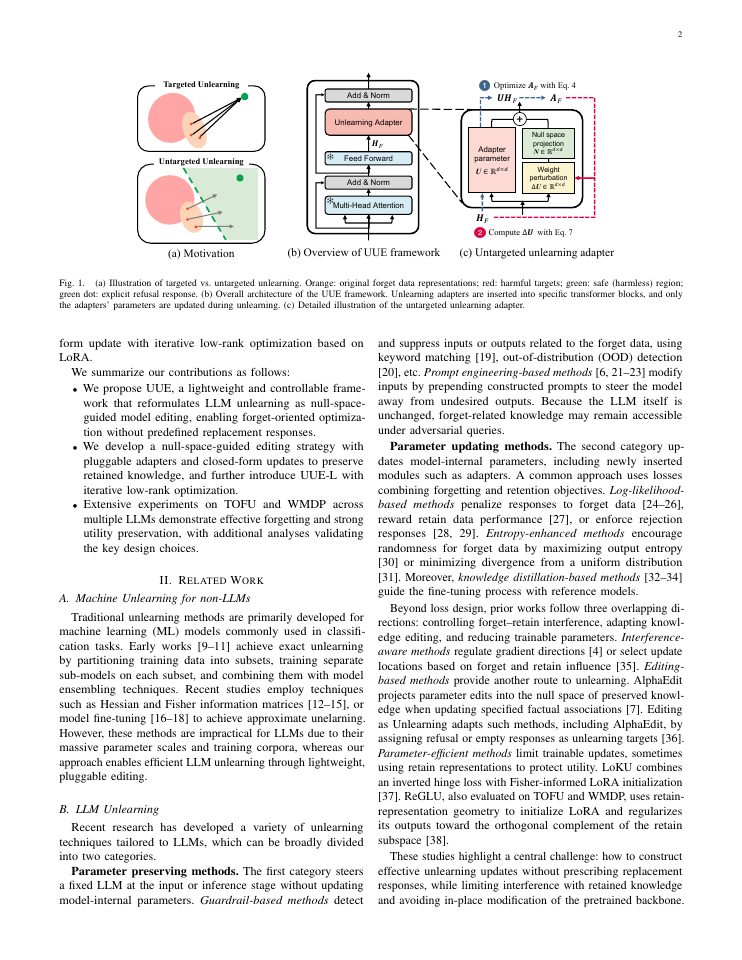 2
Targeted Unlearning
Untargeted Unlearning
(a) Motivation
Add & Norm
Unlearning Adapter
H_F
Feed Forward
Add & Norm
Multi-Head Attention
(b) Overview of UUE framework
1 Optimize A_F with Eq. 4
UH_F
A_F
+
Adapter
parameter
U ∈ ℝ^{d×d}
Null space
projection
N ∈ ℝ^{d×d}
Weight
perturbation
ΔU ∈ ℝ^{d×d}
H_F
2 Compute ΔU with Eq. 7
(c) Untargeted unlearning adapter
Fig. 1. (a) Illustration of targeted vs. untargeted unlearning. Orange: original forget data representations; red: harmful targets; green: safe (harmless) region;
green dot: explicit refusal response. (b) Overall architecture of the UUE framework. Unlearning adapters are inserted into specific transformer blocks, and only
the adapters' parameters are updated during unlearning. (c) Detailed illustration of the untargeted unlearning adapter.
form update with iterative low-rank optimization based on
LoRA.
We summarize our contributions as follows:
• We propose UUE, a lightweight and controllable frame-
work that reformulates LLM unlearning as null-space-
guided model editing, enabling forget-oriented optimiza-
tion without predefined replacement responses.
• We develop a null-space-guided editing strategy with
pluggable adapters and closed-form updates to preserve
retained knowledge, and further introduce UUE-L with
iterative low-rank optimization.
• Extensive experiments on TOFU and WMDP across
multiple LLMs demonstrate effective forgetting and strong
utility preservation, with additional analyses validating
the key design choices.
II. Related Work
A. Machine Unlearning for non-LLMs
Traditional unlearning methods are primarily developed for
machine learning (ML) models commonly used in classifi-
cation tasks. Early works [9–11] achieve exact unlearning
by partitioning training data into subsets, training separate
sub-models on each subset, and combining them with model
ensembling techniques. Recent studies employ techniques
such as Hessian and Fisher information matrices [12–15], or
model fine-tuning [16–18] to achieve approximate unelarning.
However, these methods are impractical for LLMs due to their
massive parameter scales and training corpora, whereas our
approach enables efficient LLM unlearning through lightweight,
pluggable editing.
B. LLM Unlearning
Recent research has developed a variety of unlearning
techniques tailored to LLMs, which can be broadly divided
into two categories.
Parameter preserving methods. The first category steers
a fixed LLM at the input or inference stage without updating
model-internal parameters. Guardrail-based methods detect
and suppress inputs or outputs related to the forget data, using
keyword matching [19], out-of-distribution (OOD) detection
[20], etc. Prompt engineering-based methods [6, 21–23] modify
inputs by prepending constructed prompts to steer the model
away from undesired outputs. Because the LLM itself is
unchanged, forget-related knowledge may remain accessible
under adversarial queries.
Parameter updating methods. The second category up-
dates model-internal parameters, including newly inserted
modules such as adapters. A common approach uses losses
combining forgetting and retention objectives. Log-likelihood-
based methods penalize responses to forget data [24–26],
reward retain data performance [27], or enforce rejection
responses [28, 29]. Entropy-enhanced methods encourage
randomness for forget data by maximizing output entropy
[30] or minimizing divergence from a uniform distribution
[31]. Moreover, knowledge distillation-based methods [32–34]
guide the fine-tuning process with reference models.
Beyond loss design, prior works follow three overlapping di-
rections: controlling forget–retain interference, adapting knowl-
edge editing, and reducing trainable parameters. Interference-
aware methods regulate gradient directions [4] or select update
locations based on forget and retain influence [35]. Editing-
based methods provide another route to unlearning. AlphaEdit
projects parameter edits into the null space of preserved knowl-
edge when updating specified factual associations [7]. Editing
as Unlearning adapts such methods, including AlphaEdit, by
assigning refusal or empty responses as unlearning targets [36].
Parameter-efficient methods limit trainable updates, sometimes
using retain representations to protect utility. LoKU combines
an inverted hinge loss with Fisher-informed LoRA initialization
[37]. ReGLU, also evaluated on TOFU and WMDP, uses retain-
representation geometry to initialize LoRA and regularizes
its outputs toward the orthogonal complement of the retain
subspace [38].
These studies highlight a central challenge: how to construct
effective unlearning updates without prescribing replacement
responses, while limiting interference with retained knowledge
and avoiding in-place modification of the pretrained backbone.